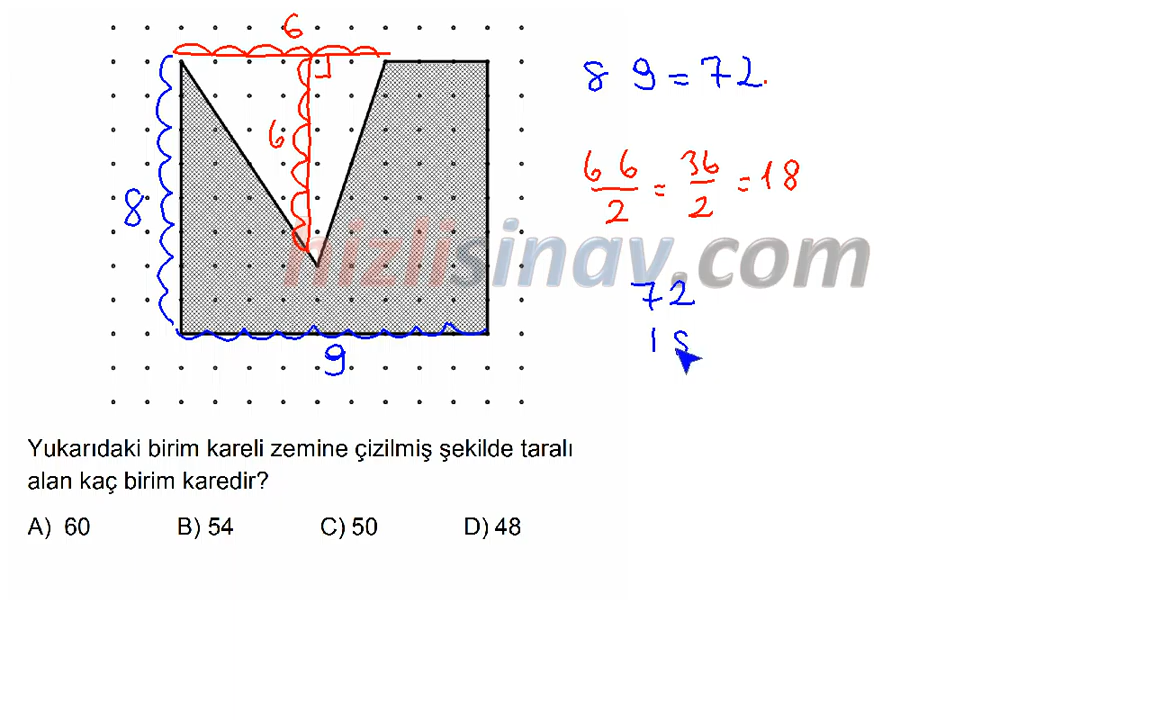 6
8 9 = 72.
6
6 6 / 2 = 36 / 2 = 18
8
hizlisinav.com
72
18
9
Yukarıdaki birim kareli zemine çizilmiş şekilde taralı
alan kaç birim karedir?
A) 60 B) 54 C) 50 D) 48